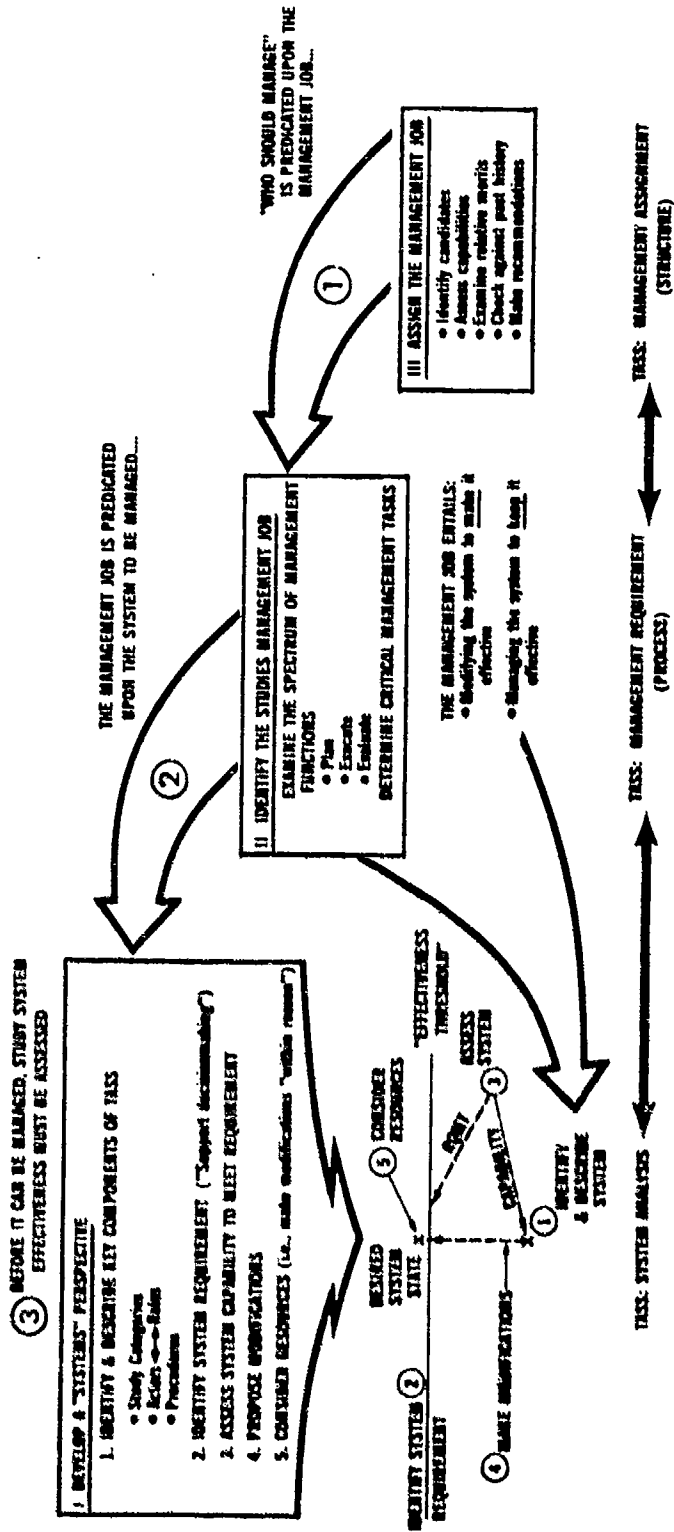 ③ BEFORE IT CAN BE MANAGED, STUDY SYSTEM
EFFECTIVENESS MUST BE ASSESSED
I DEVELOP A "SYSTEMS" PERSPECTIVE
1. IDENTIFY & DESCRIBE KEY COMPONENTS OF TASS
• Study Categories
• Actors ↔ Roles
• Procedures
2. IDENTIFY SYSTEM REQUIREMENT ("Support decisionmaking")
3. ASSESS SYSTEM CAPABILITY TO MEET REQUIREMENT
4. PROPOSE MODIFICATIONS
5. CONSIDER RESOURCES (i.e., make modifications "within reason")
THE MANAGEMENT JOB IS PREDICATED
UPON THE SYSTEM TO BE MANAGED...
②
II IDENTIFY THE STUDIES MANAGEMENT JOB
EXAMINE THE SPECTRUM OF MANAGEMENT
FUNCTIONS
• Plan
• Execute
• Evaluate
DETERMINE CRITICAL MANAGEMENT TASKS
"WHO SHOULD MANAGE"
IS PREDICATED UPON THE
MANAGEMENT JOB...
①
III ASSIGN THE MANAGEMENT JOB
• Identify candidates
• Assess capabilities
• Examine relative merits
• Check against past history
• Make recommendations
THE MANAGEMENT JOB ENTAILS:
• Modifying the system to make it
effective
• Managing the system to keep it
effective
IDENTIFY SYSTEM ②
REQUIREMENT
DESIRED
SYSTEM
STATE
⑤ CONSIDER
RESOURCES
"EFFECTIVENESS
THRESHOLD"
ASSESS
SYSTEM
③
CAPABILITY
④ MAKE MODIFICATIONS
① IDENTIFY
& DESCRIBE
SYSTEM
TASS: SYSTEM ANALYSIS
TASS: MANAGEMENT REQUIREMENT
(PROCESS)
TASS: MANAGEMENT ASSIGNMENT
(STRUCTURE)